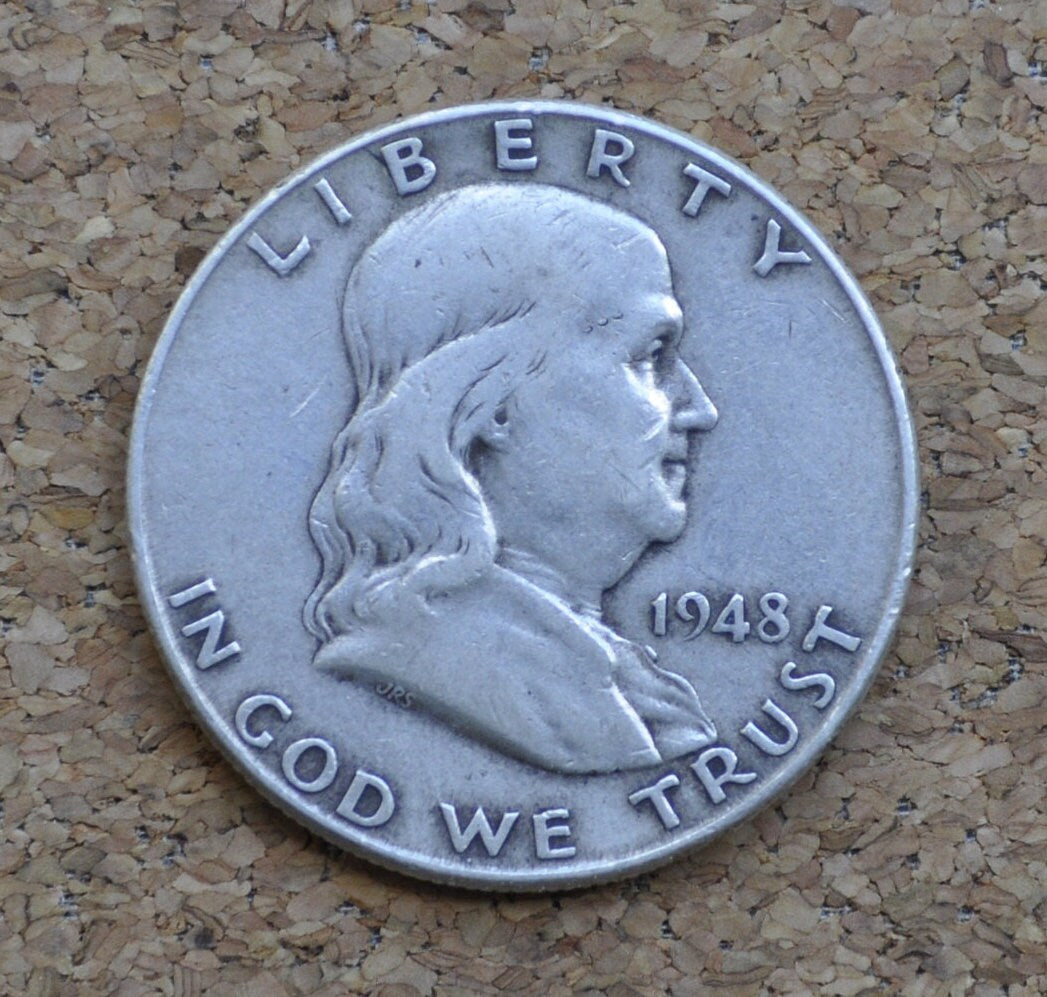 LIBERTY
1948
JRS
IN GOD WE TRUST